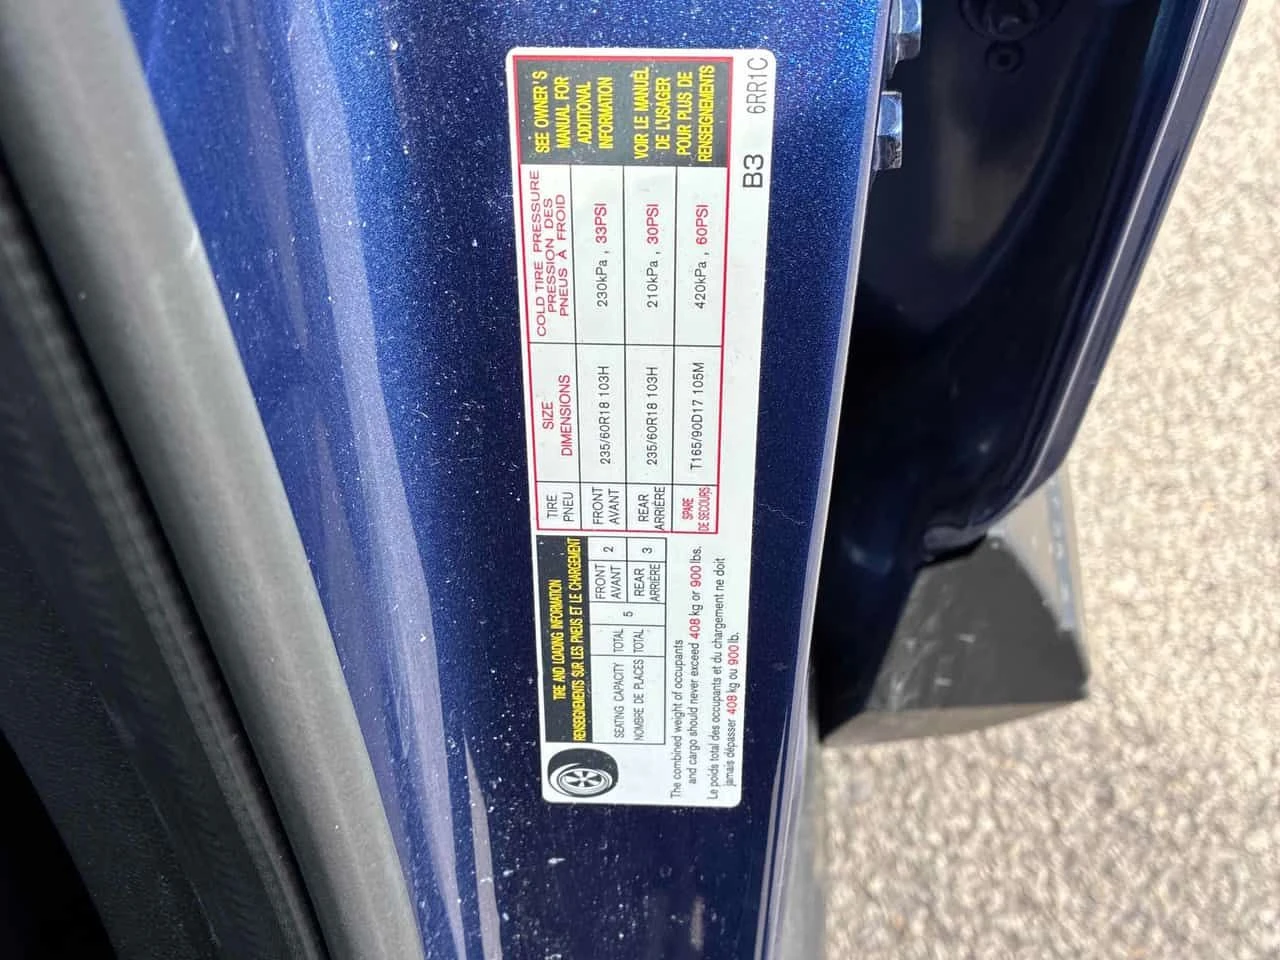 TIRE AND LOADING INFORMATION
RENSEIGNEMENTS SUR LES PNEUS ET LE CHARGEMENT
SEATING CAPACITY
NOMBRE DE PLACES
TOTAL
TOTAL
5
FRONT
AVANT
2
REAR
ARRIÈRE
3
The combined weight of occupants
and cargo should never exceed 408 kg or 900 lbs.
Le poids total des occupants et du chargement ne doit
jamais dépasser 408 kg ou 900 lb.
TIRE
PNEU
SIZE
DIMENSIONS
COLD TIRE PRESSURE
PRESSION DES
PNEUS À FROID
SEE OWNER'S
MANUAL FOR
ADDITIONAL
INFORMATION
VOIR LE MANUEL
DE L'USAGER
POUR PLUS DE
RENSEIGNEMENTS
FRONT
AVANT
235/60R18 103H
230kPa , 33PSI
REAR
ARRIÈRE
235/60R18 103H
210kPa , 30PSI
SPARE
DE SECOURS
T165/90D17 105M
420kPa , 60PSI
B3 6RR1C